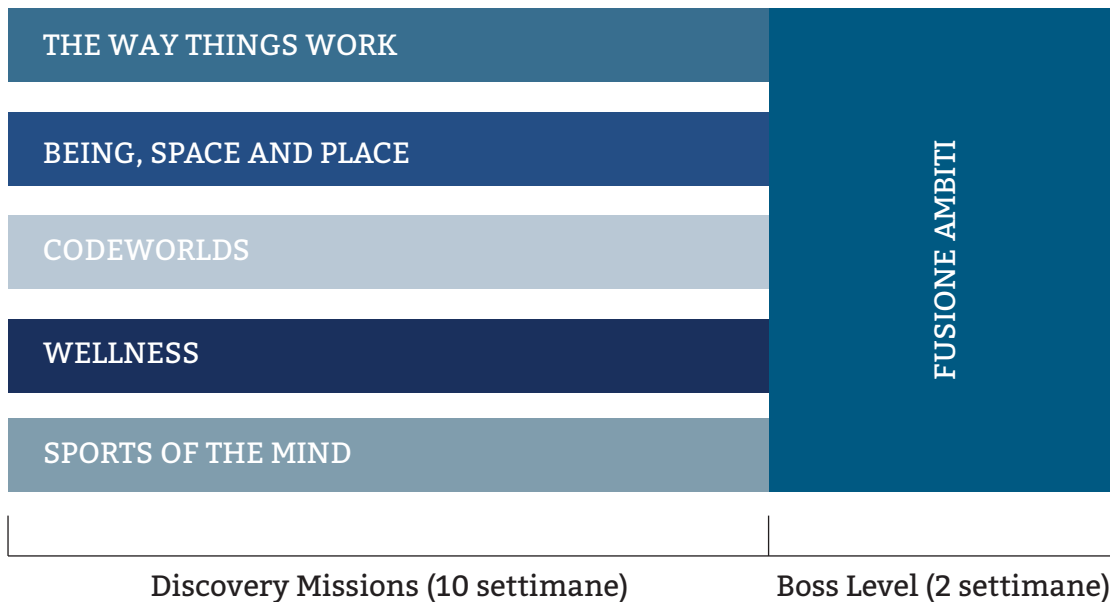 THE WAY THINGS WORK
BEING, SPACE AND PLACE
CODEWORLDS
WELLNESS
SPORTS OF THE MIND
FUSIONE AMBITI
Discovery Missions (10 settimane)
Boss Level (2 settimane)